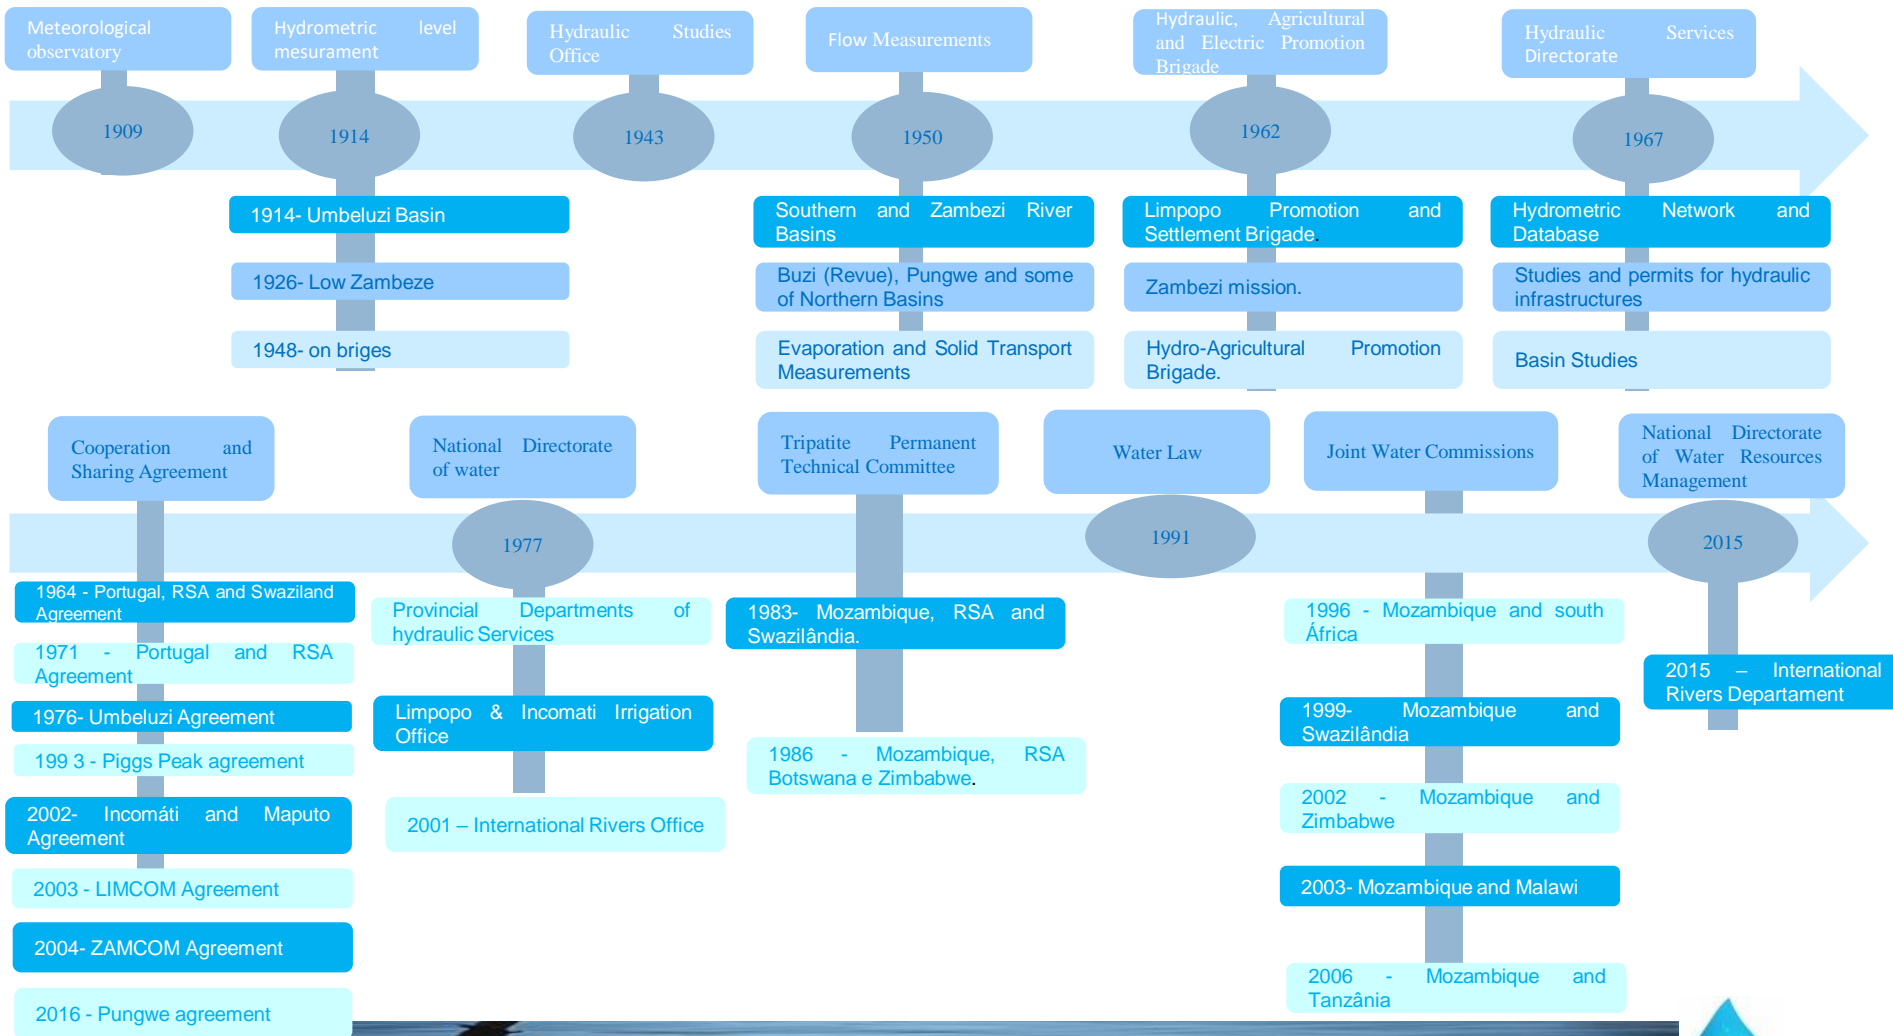 Meteorological
observatory
Hydrometric level
mesurament
Hydraulic Studies
Office
Flow Measurements
Hydraulic, Agricultural
and Electric Promotion
Brigade
Hydraulic Services
Directorate
1909
1914
1943
1950
1962
1967
1914- Umbeluzi Basin
1926- Low Zambeze
1948- on briges
Southern and Zambezi River
Basins
Buzi (Revue), Pungwe and some
of Northern Basins
Evaporation and Solid Transport
Measurements
Limpopo Promotion and
Settlement Brigade.
Zambezi mission.
Hydro-Agricultural Promotion
Brigade.
Hydrometric Network and
Database
Studies and permits for hydraulic
infrastructures
Basin Studies
Cooperation and
Sharing Agreement
National Directorate
of water
Tripatite Permanent
Technical Committee
Water Law
Joint Water Commissions
National Directorate
of Water Resources
Management
1977
1991
2015
1964 - Portugal, RSA and Swaziland
Agreement
1971 - Portugal and RSA
Agreement
1976- Umbeluzi Agreement
199 3 - Piggs Peak agreement
2002- Incomáti and Maputo
Agreement
2003 - LIMCOM Agreement
2004- ZAMCOM Agreement
2016 - Pungwe agreement
Provincial Departments of
hydraulic Services
Limpopo & Incomati Irrigation
Office
2001 – International Rivers Office
1983- Mozambique, RSA and
Swazilândia.
1986 - Mozambique, RSA
Botswana e Zimbabwe.
1996 - Mozambique and south
África
1999- Mozambique and
Swazilândia
2002 - Mozambique and
Zimbabwe
2003- Mozambique and Malawi
2006 - Mozambique and
Tanzânia
2015 – International
Rivers Departament